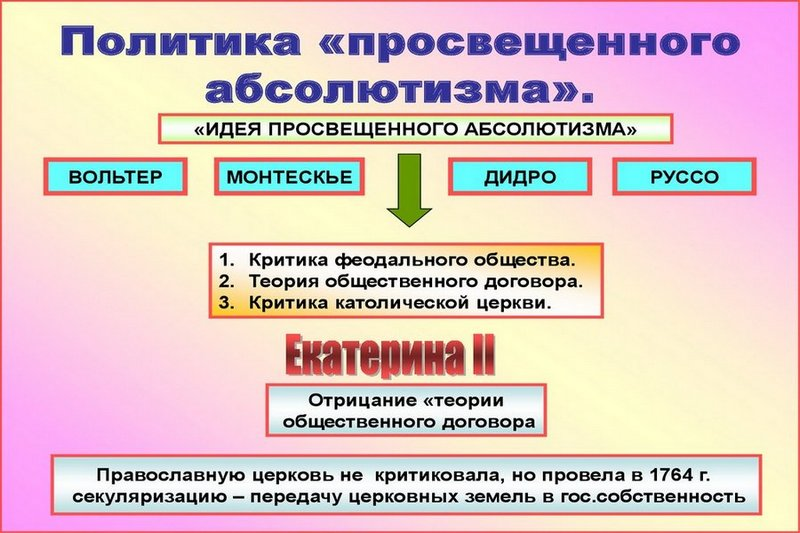 Политика «просвещенного
абсолютизма».
«ИДЕЯ ПРОСВЕЩЕННОГО АБСОЛЮТИЗМА»
ВОЛЬТЕР
МОНТЕСКЬЕ
ДИДРО
РУССО
1. Критика феодального общества.
2. Теория общественного договора.
3. Критика католической церкви.
Екатерина II
Отрицание «теории
общественного договора
Православную церковь не критиковала, но провела в 1764 г.
секуляризацию – передачу церковных земель в гос.собственность